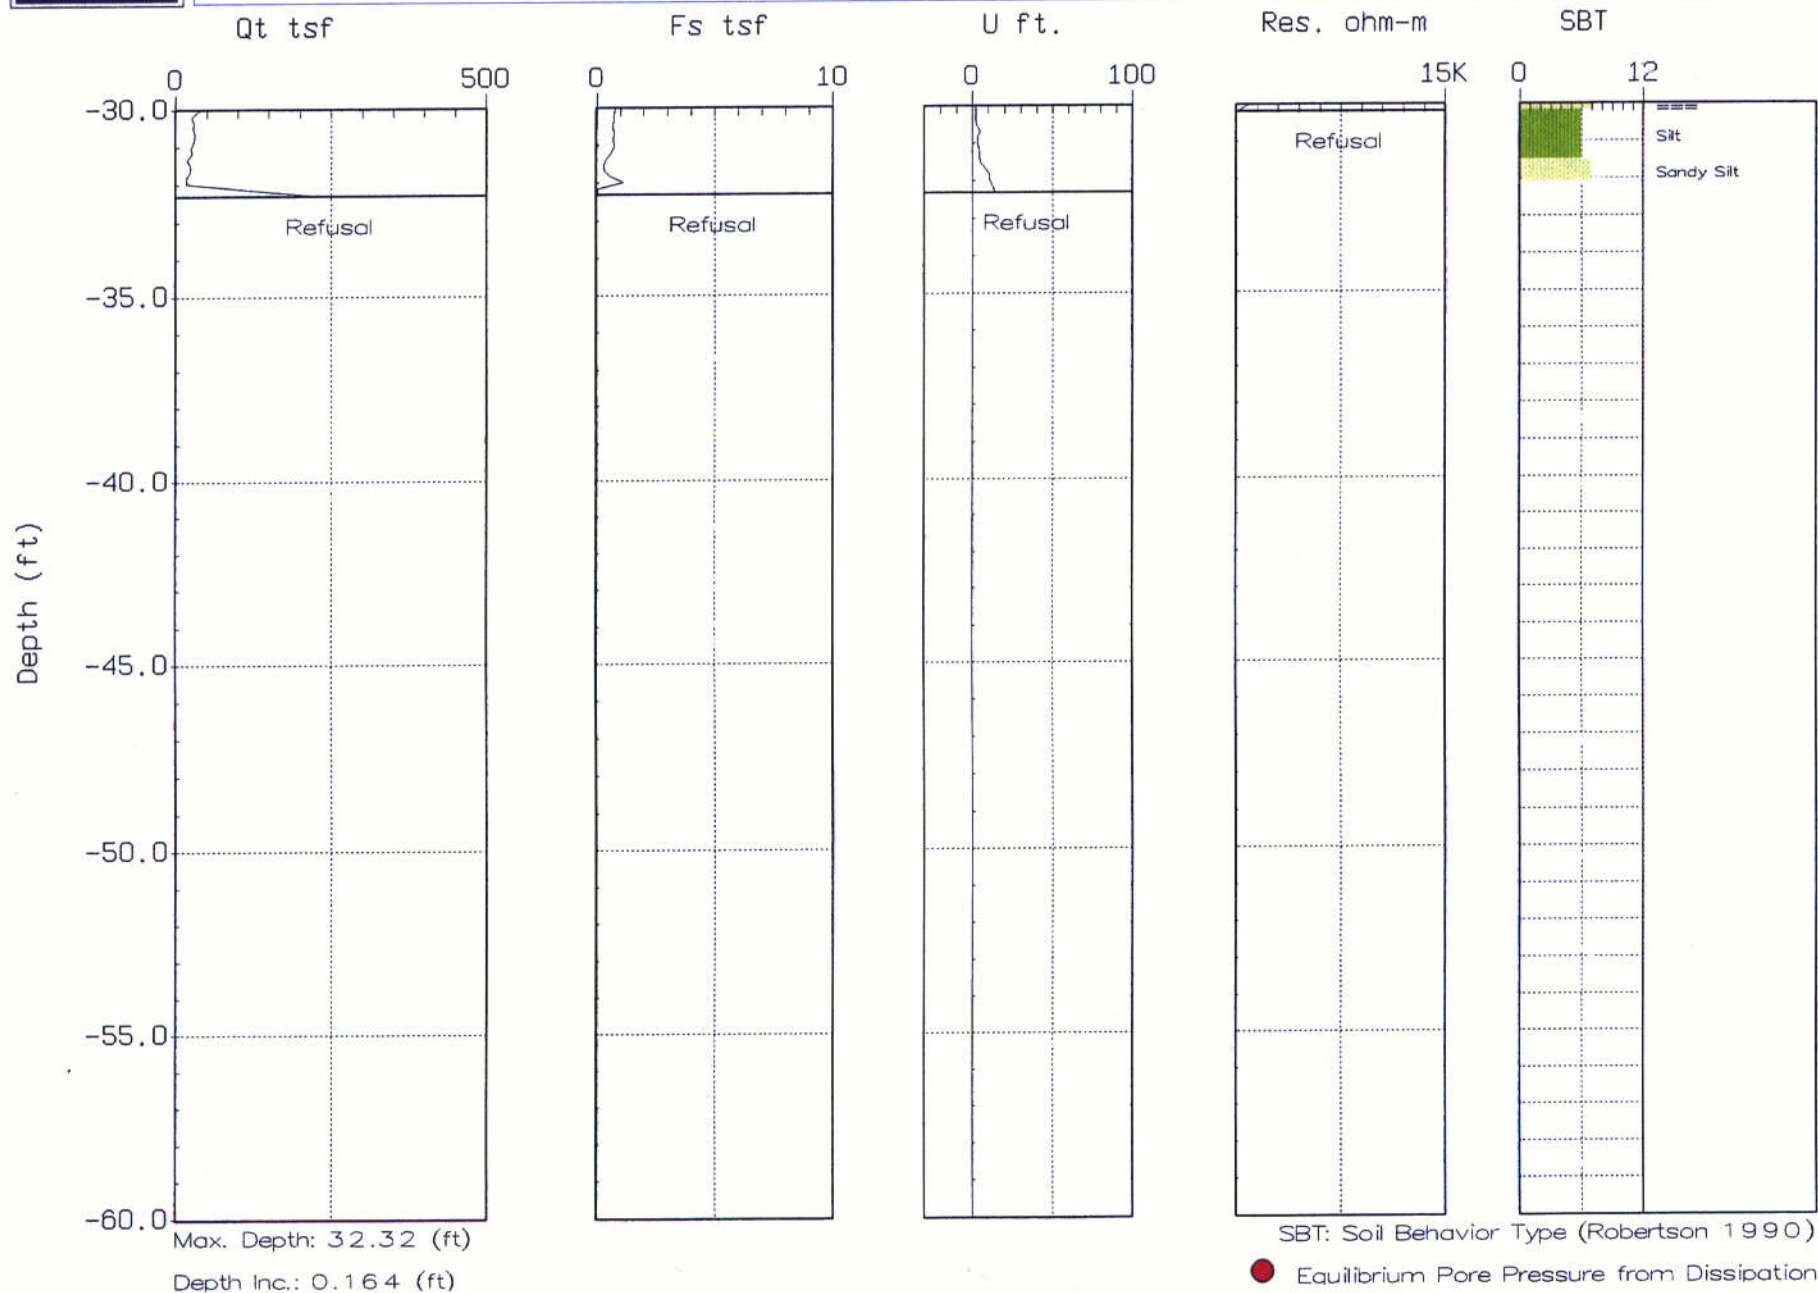 Qt tsf Fs tsf U ft. Res. ohm-m SBT
0 500 0 10 0 100 15K 0 12
-30.0
===
Silt
Refusal
Sandy Silt
Refusal Refusal Refusal
-35.0
-40.0
Depth (ft)
-45.0
-50.0
-55.0
-60.0
Max. Depth: 32.32 (ft)
SBT: Soil Behavior Type (Robertson 1990)
Depth Inc.: 0.164 (ft)
Equilibrium Pore Pressure from Dissipation